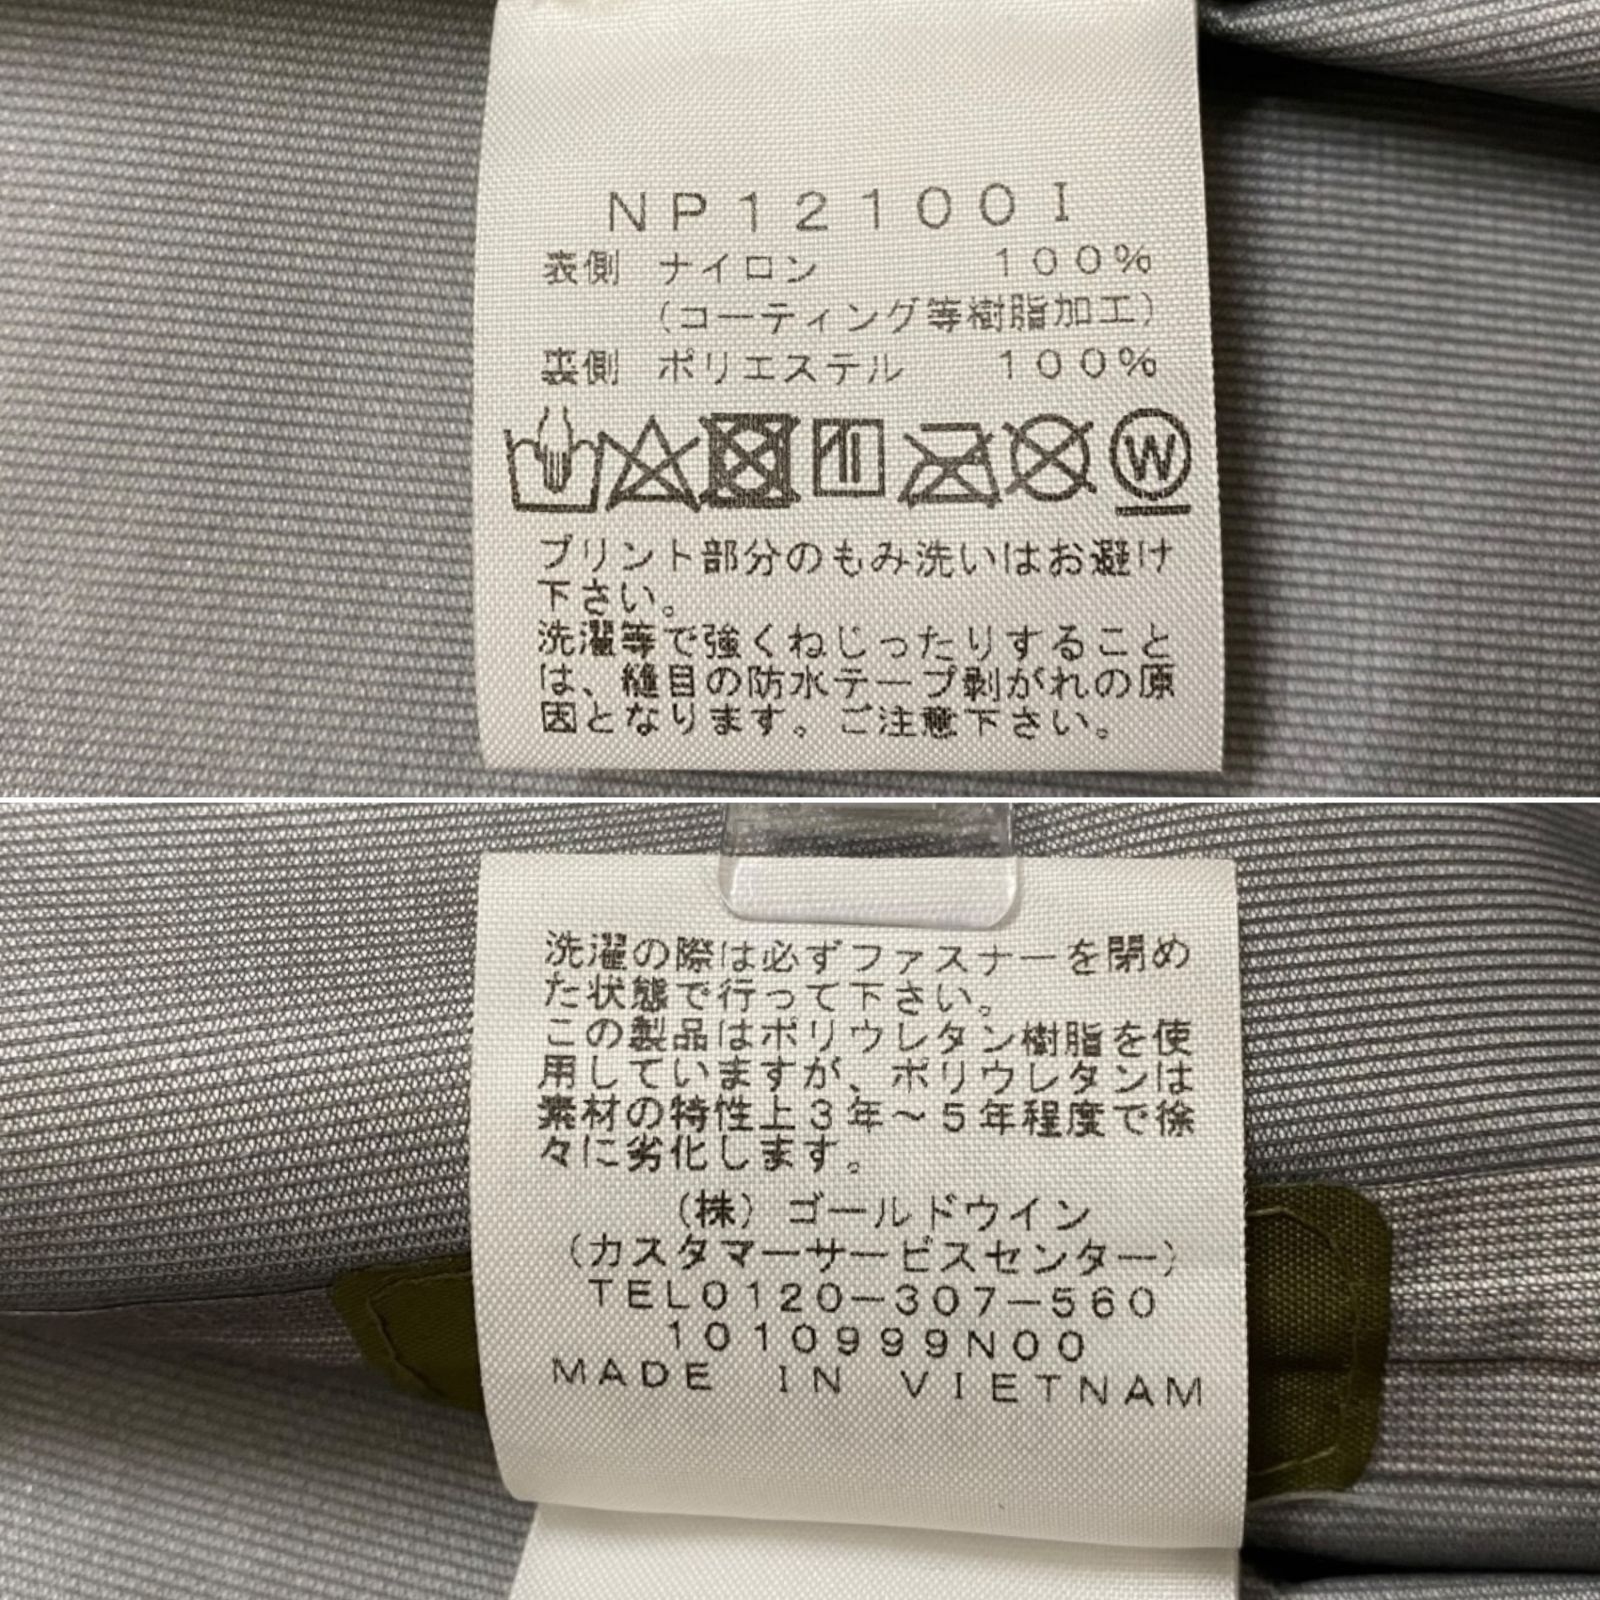 NP12100I
表側 ナイロン 100%
(コーティング等樹脂加工)
裏側 ポリエステル 100%
W
プリント部分のもみ洗いはお避け
下さい。
洗濯等で強くねじったりすること
は、縫目の防水テープ剥がれの原
因となります。ご注意下さい。
洗濯の際は必ずファスナーを閉め
た状態で行って下さい。
この製品はポリウレタン樹脂を使
用していますが、ポリウレタンは
素材の特性上3年～5年程度で徐
々に劣化します。
(株)ゴールドウイン
(カスタマーサービスセンター)
TEL0120-307-560
1010999N00
MADE IN VIETNAM